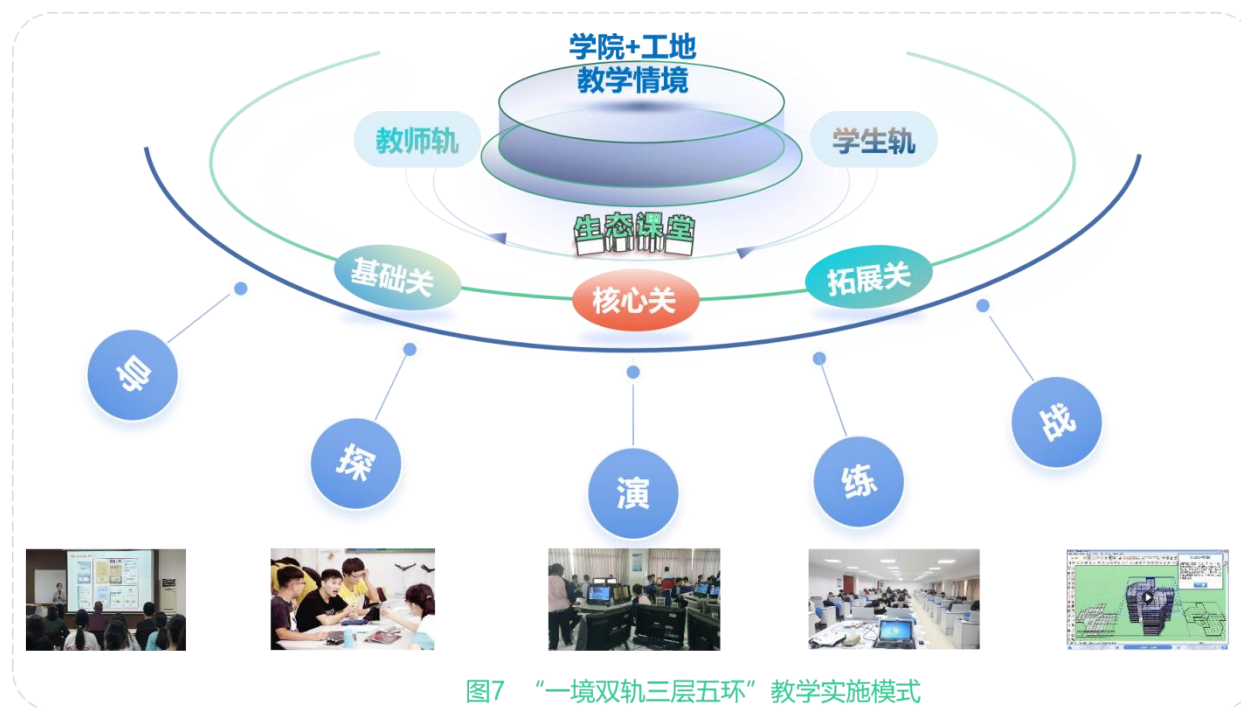 学院+工地
教学情境
教师轨
学生轨
生态课堂
基础关
核心关
拓展关
导
探
演
练
战
图7 “一境双轨三层五环”教学实施模式